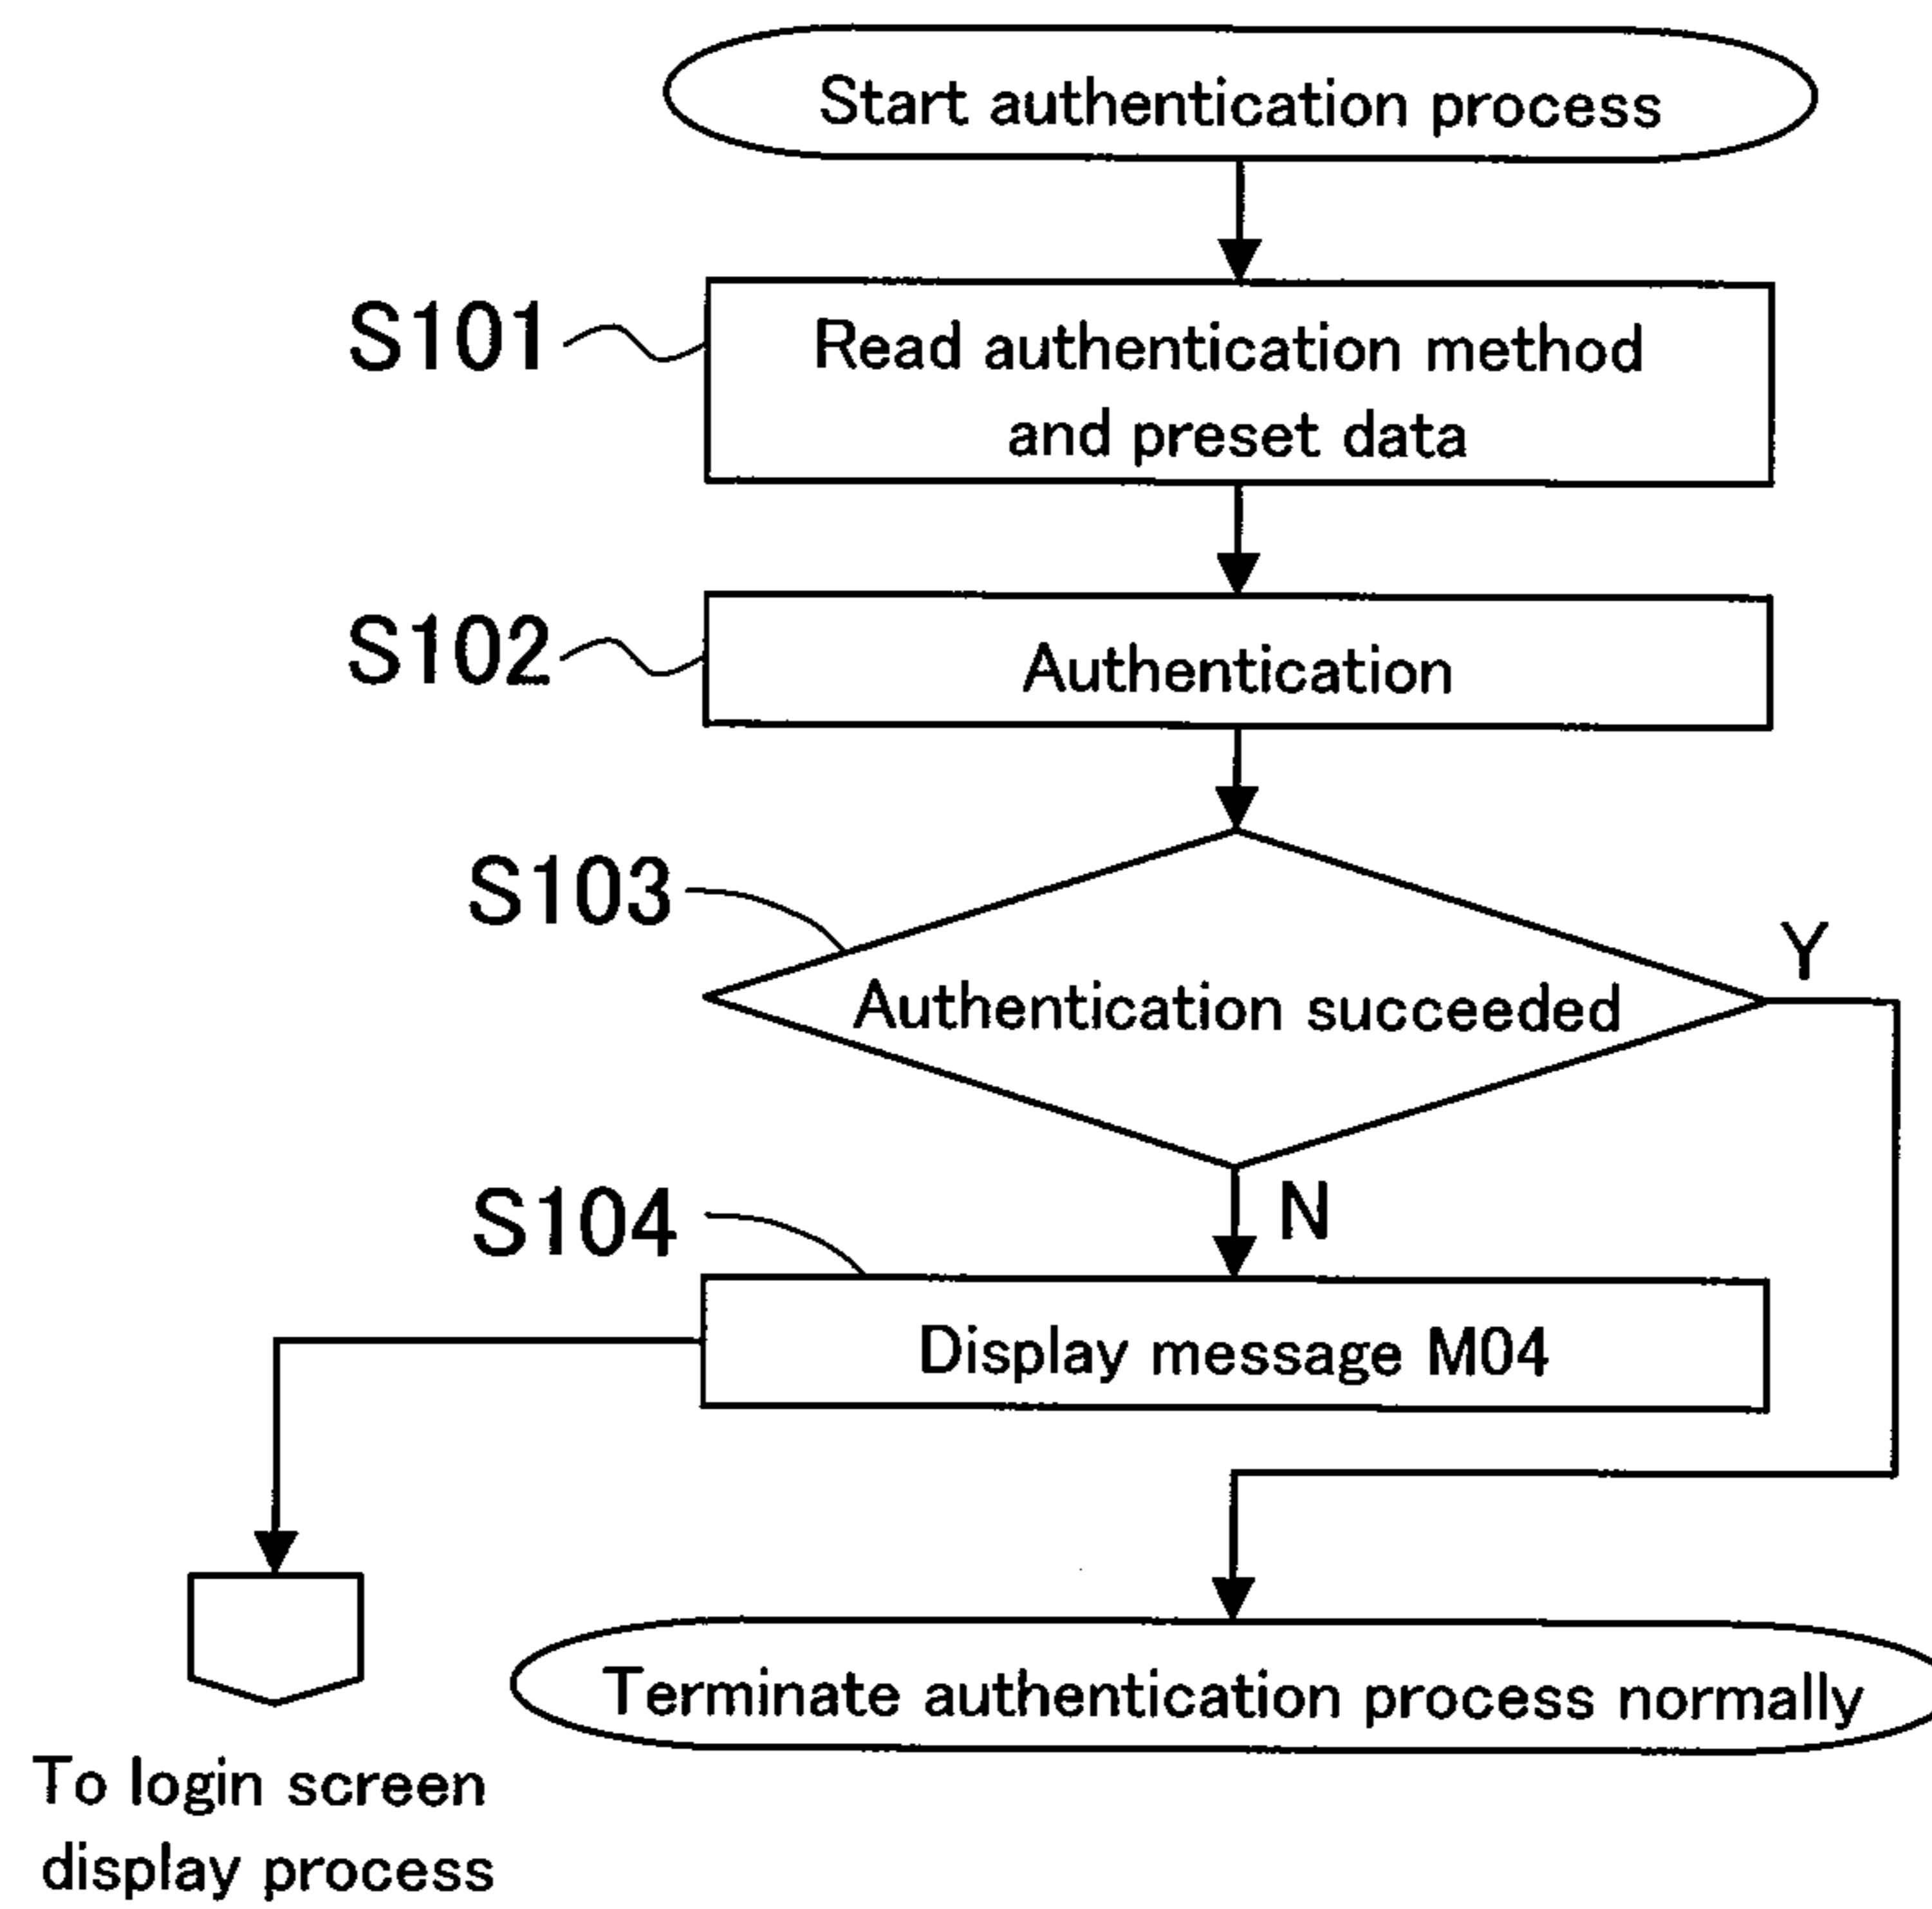 Start authentication process
S101
Read authentication method
and preset data
S102
Authentication
S103
Authentication succeeded
Y
N
S104
Display message M04
Terminate authentication process normally
To login screen
display process